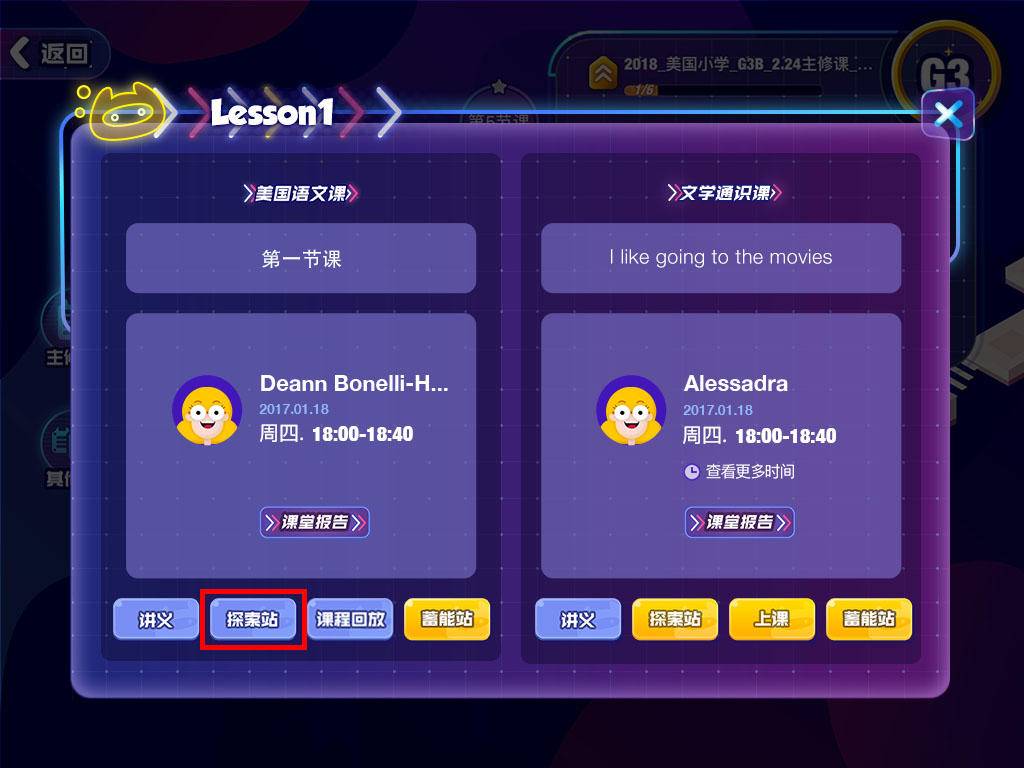 返回
2018_美国小学_G3B_2.24主修课_...
1/6
G3
Lesson1
第5节课
美国语文课
文学通识课
第一节课
I like going to the movies
Deann Bonelli-H...
2017.01.18
周四. 18:00-18:40
课堂报告
Alessadra
2017.01.18
周四. 18:00-18:40
查看更多时间
课堂报告
主修
其他
讲义
探索站
课程回放
蓄能站
讲义
探索站
上课
蓄能站